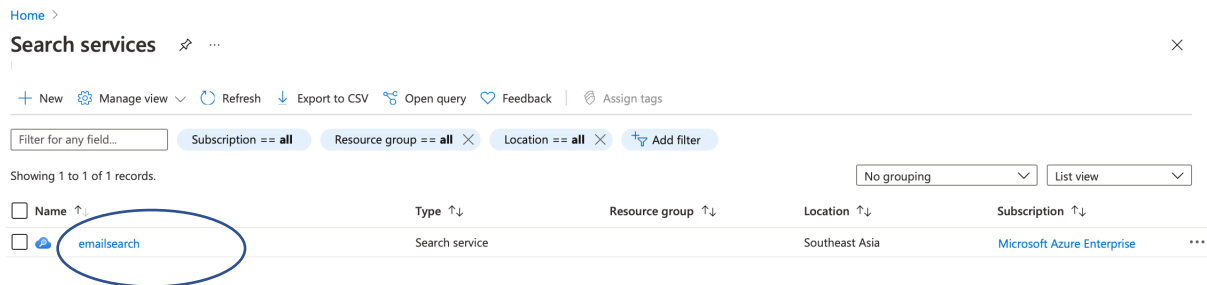 Home >
Search services ...
+ New Manage view Refresh Export to CSV Open query Feedback Assign tags
Filter for any field... Subscription == all Resource group == all Location == all Add filter
Showing 1 to 1 of 1 records. No grouping List view
Name ↑↓ Type ↑↓ Resource group ↑↓ Location ↑↓ Subscription ↑↓
emailsearch Search service Southeast Asia Microsoft Azure Enterprise ...